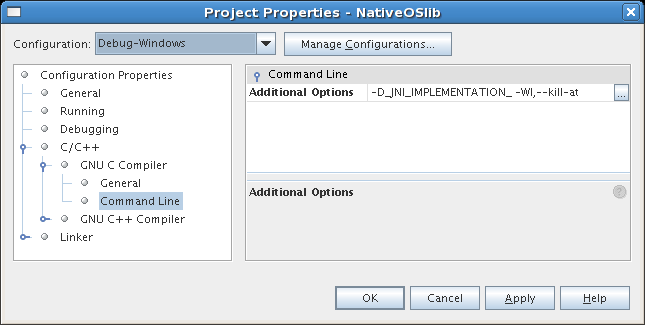 Project Properties - NativeOSlib
Configuration: Debug-Windows Manage Configurations...
Configuration Properties
General
Running
Debugging
C/C++
GNU C Compiler
General
Command Line
GNU C++ Compiler
Linker
Command Line
Additional Options -D_JNI_IMPLEMENTATION_ -Wl,--kill-at ...
Additional Options
?
OK Cancel Apply Help